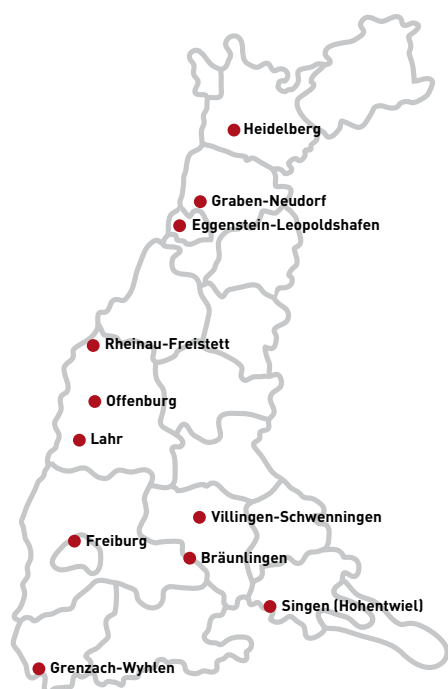 Heidelberg
Graben-Neudorf
Eggenstein-Leopoldshafen
Rheinau-Freistett
Offenburg
Lahr
Villingen-Schwenningen
Freiburg
Bräunlingen
Singen (Hohentwiel)
Grenzach-Wyhlen